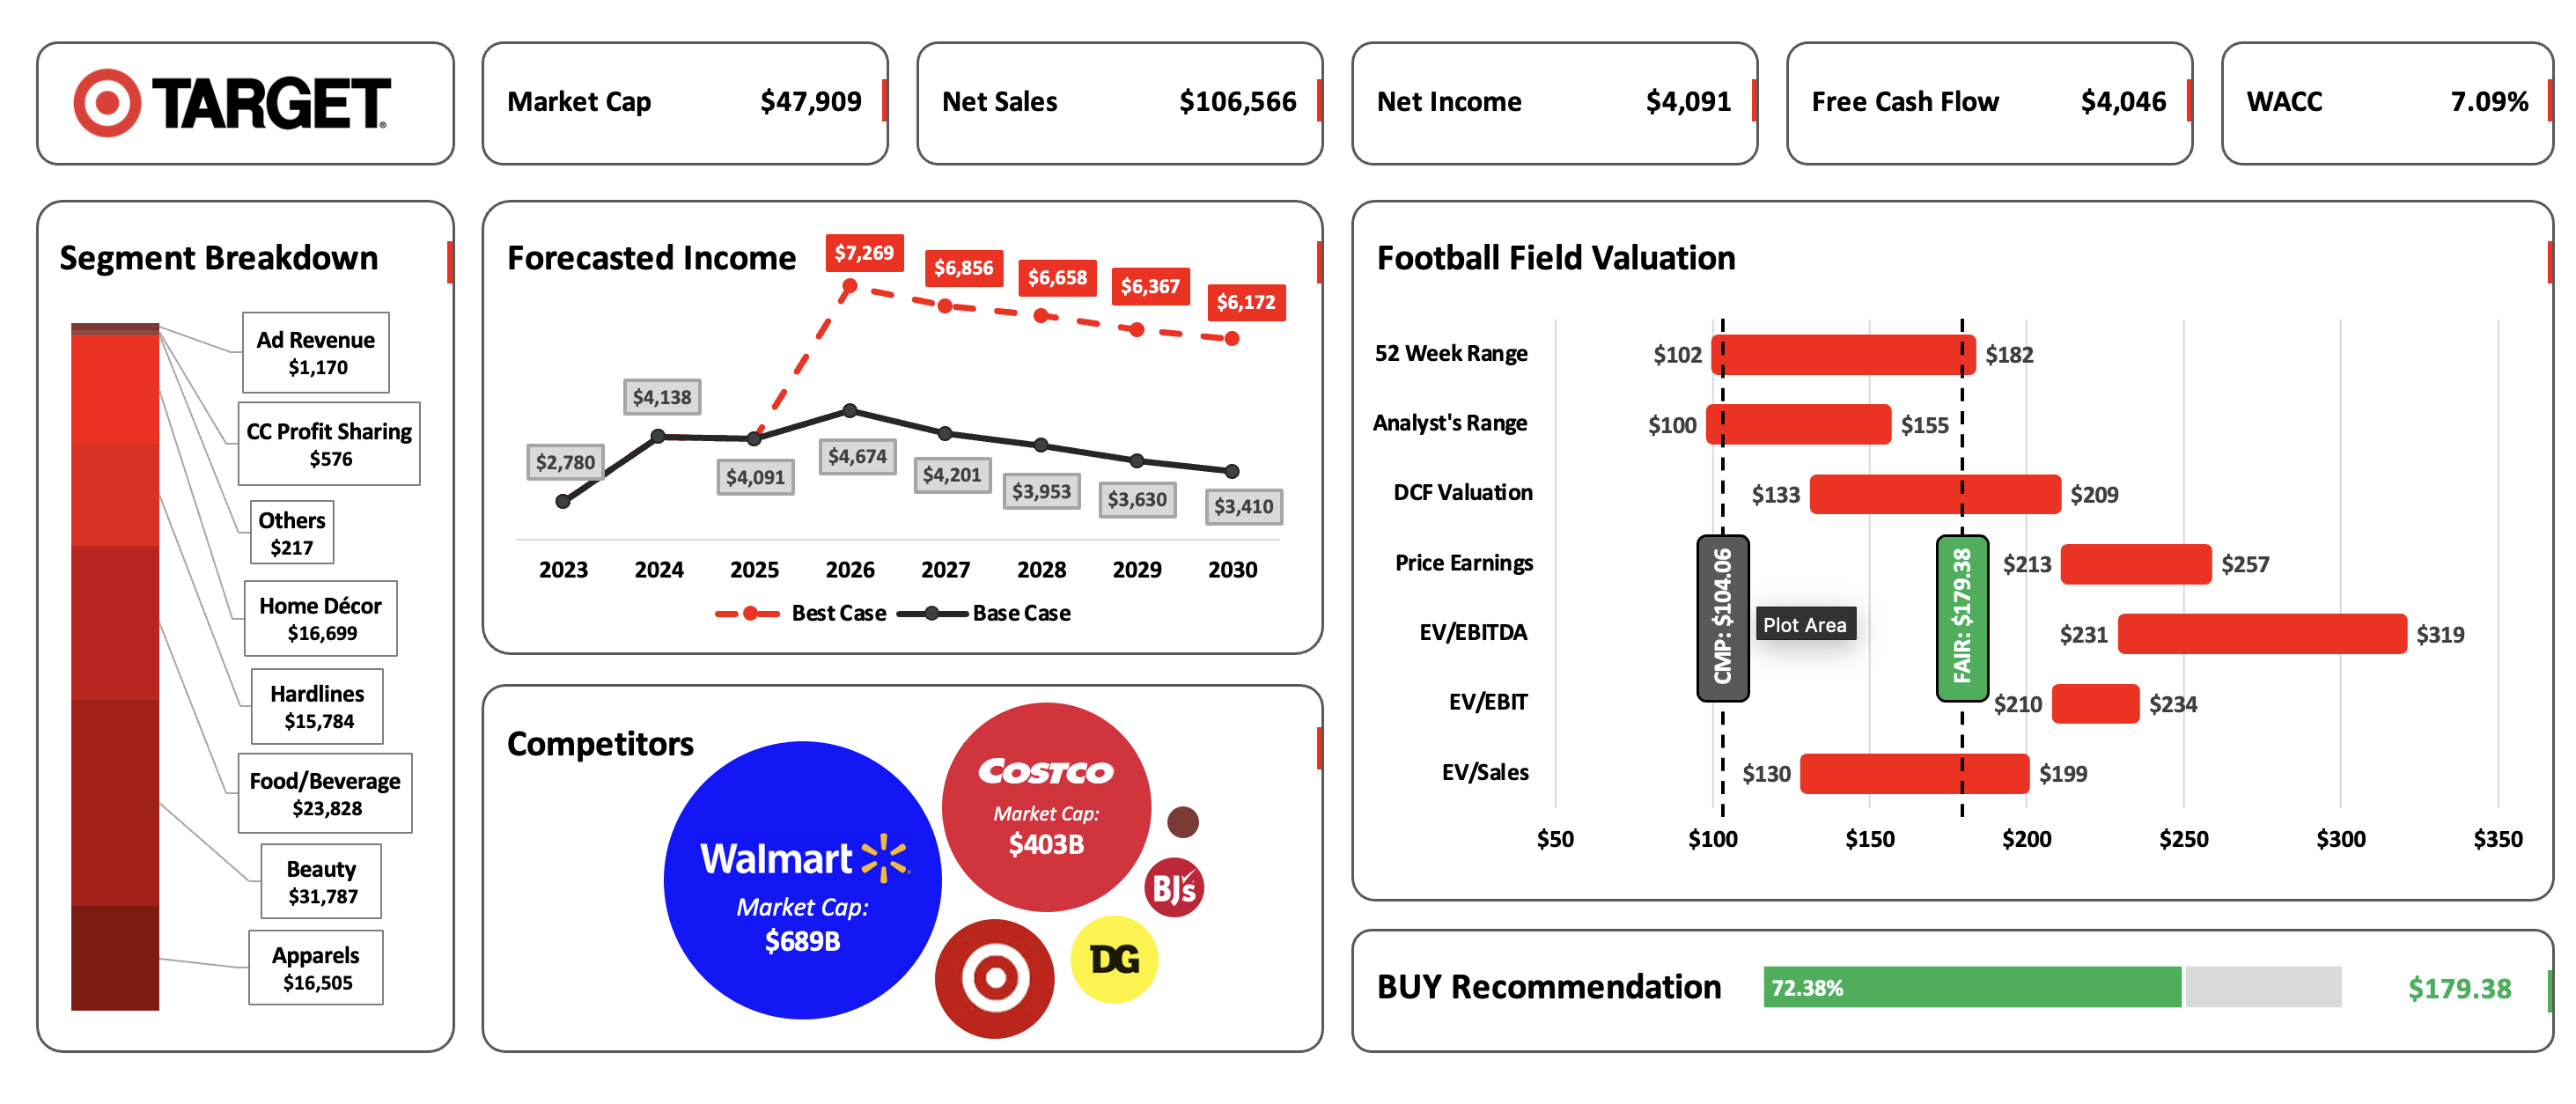 TARGET
Market Cap $47,909
Net Sales $106,566
Net Income $4,091
Free Cash Flow $4,046
WACC 7.09%
Segment Breakdown
Ad Revenue
$1,170
CC Profit Sharing
$576
Others
$217
Home Décor
$16,699
Hardlines
$15,784
Food/Beverage
$23,828
Beauty
$31,787
Apparels
$16,505
Forecasted Income
$7,269
$6,856
$6,658
$6,367
$6,172
$2,780
$4,138
$4,091
$4,674
$4,201
$3,953
$3,630
$3,410
2023 2024 2025 2026 2027 2028 2029 2030
Best Case Base Case
Competitors
Walmart
Market Cap:
$689B
COSTCO
Market Cap:
$403B
BJ's
DG
Football Field Valuation
52 Week Range $102 $182
Analyst's Range $100 $155
DCF Valuation $133 $209
Price Earnings $213 $257
EV/EBITDA $231 $319
EV/EBIT $210 $234
EV/Sales $130 $199
CMP: $104.06
Plot Area
FAIR: $179.38
$50 $100 $150 $200 $250 $300 $350
BUY Recommendation 72.38% $179.38